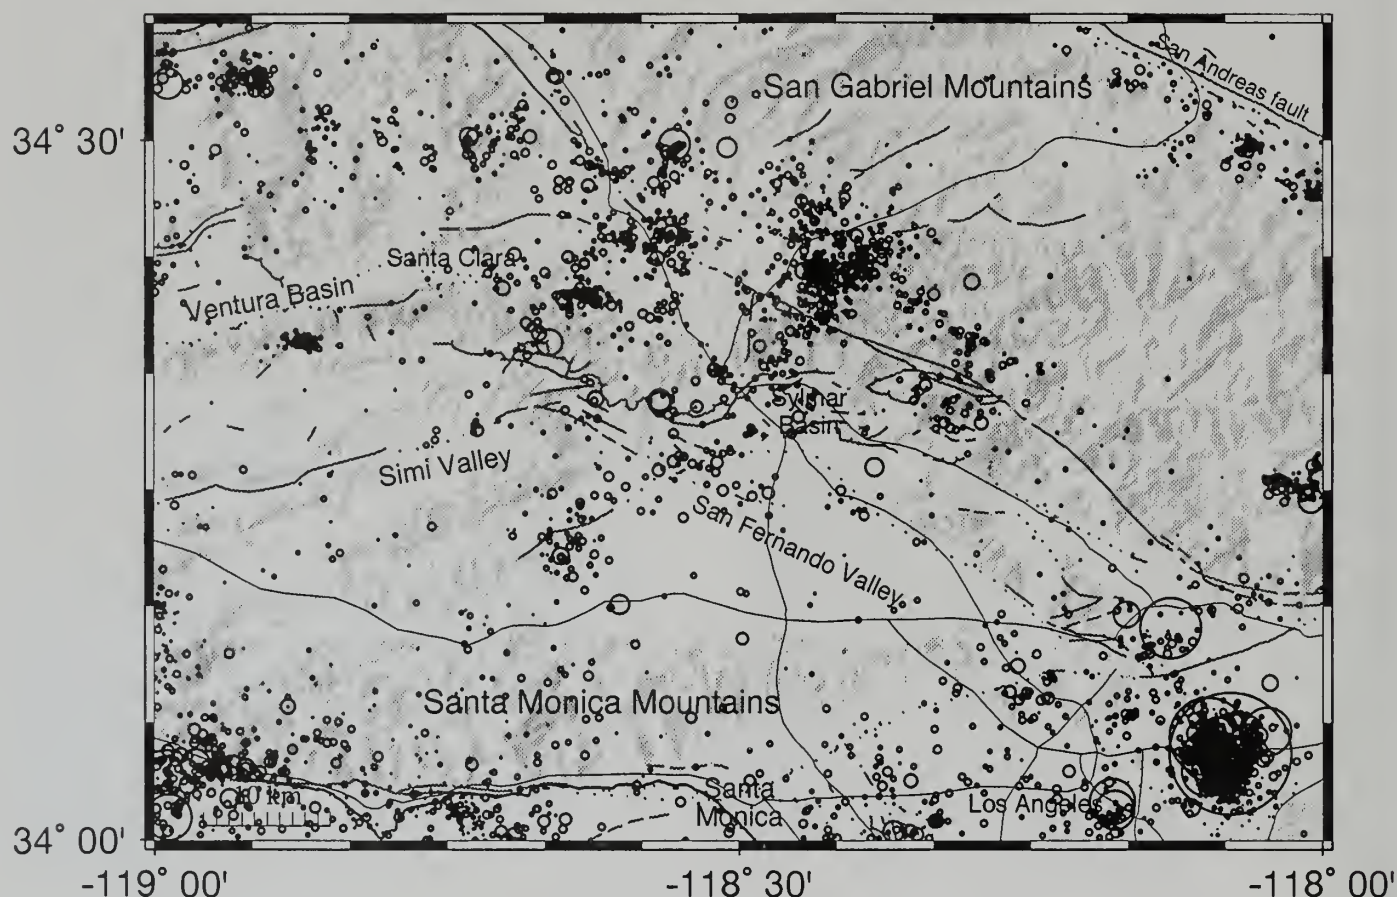 San Gabriel Mountains
San Andreas fault
34° 30'
Santa Clara
Ventura Basin
Sylmar
Basin
Simi Valley
San Fernando Valley
Santa Monica Mountains
10 km
Santa
Monica
Los Angeles
34° 00'
-119° 00'
-118° 30'
-118° 00'